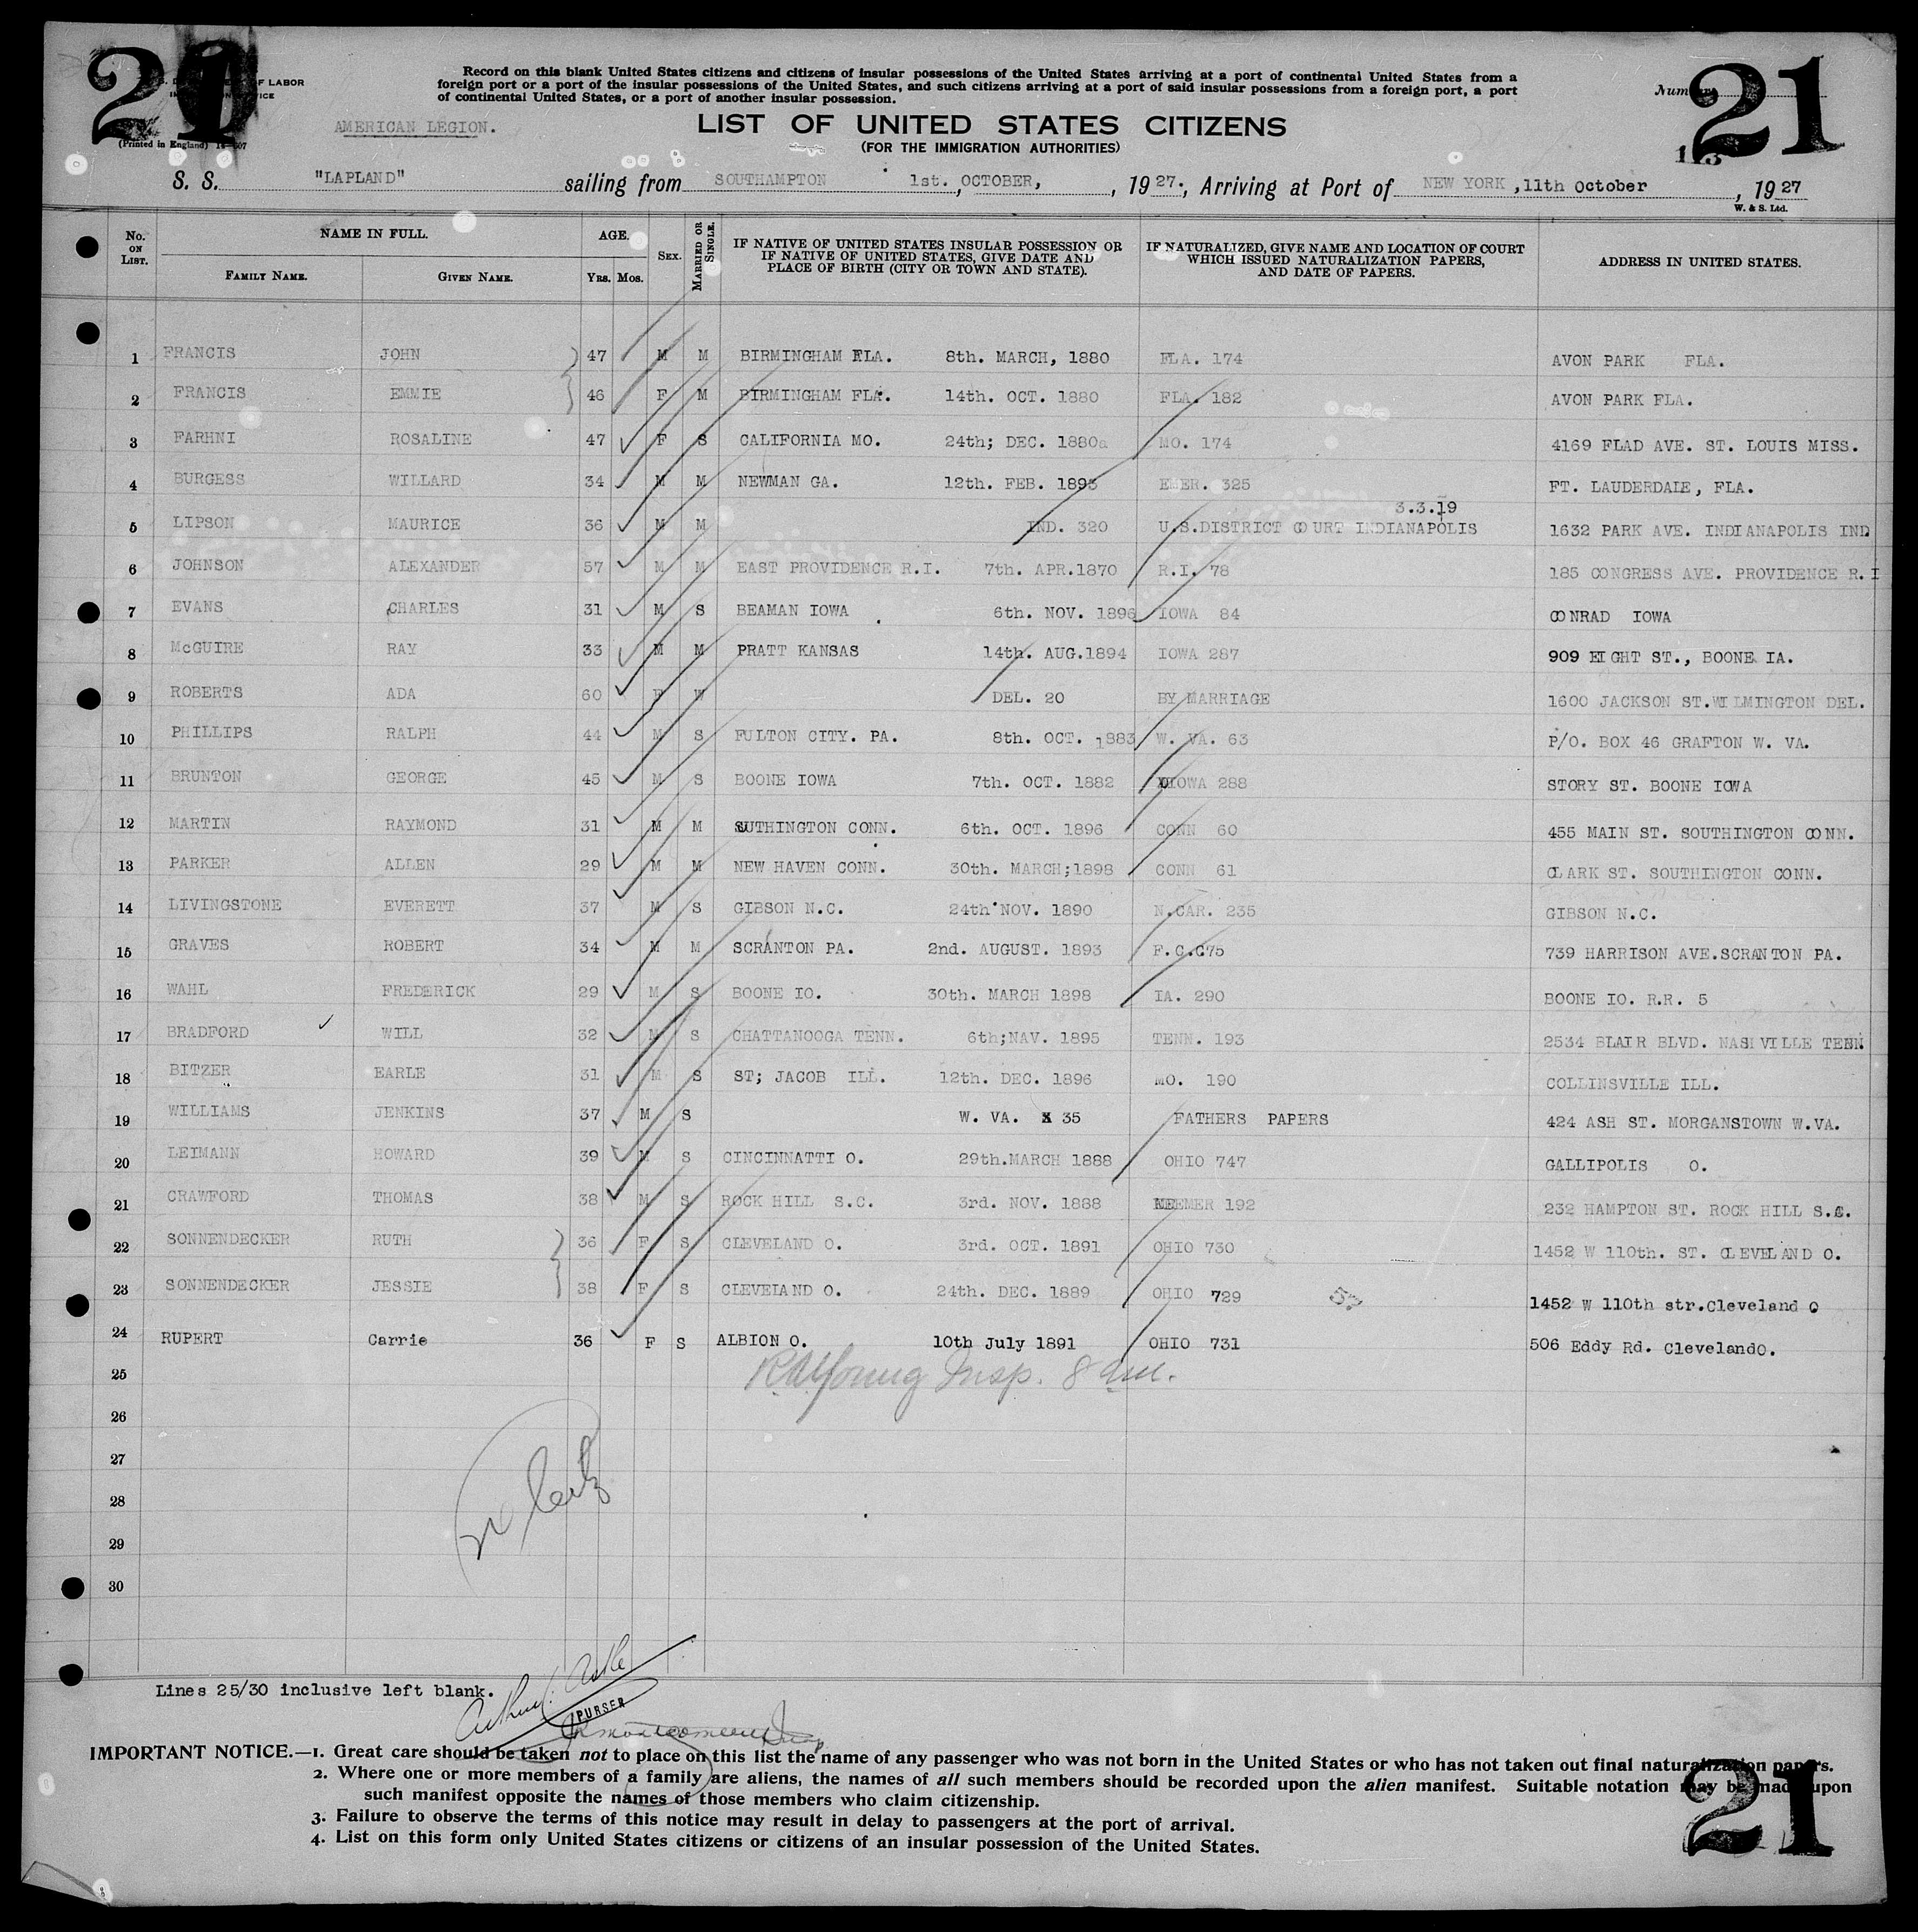 21 21
U. S. DEPARTMENT OF LABOR
IMMIGRATION SERVICE
(Printed in England) 14—607
Record on this blank United States citizens and citizens of insular possessions of the United States arriving at a port of continental United States from a
foreign port or a port of the insular possessions of the United States, and such citizens arriving at a port of said insular possessions from a foreign port, a port
of continental United States, or a port of another insular possession.
Number
AMERICAN LEGION.
LIST OF UNITED STATES CITIZENS
(FOR THE IMMIGRATION AUTHORITIES)
S. S. "LAPLAND" sailing from SOUTHAMPTON 1st., OCTOBER, , 1927., Arriving at Port of NEW YORK ,11th October , 1927
W. & S. Ltd.
No. ON LIST. NAME IN FULL. AGE. SEX. MARRIED OR SINGLE. IF NATIVE OF UNITED STATES INSULAR POSSESSION OR IF NATIVE OF UNITED STATES, GIVE DATE AND PLACE OF BIRTH (CITY OR TOWN AND STATE). IF NATURALIZED, GIVE NAME AND LOCATION OF COURT WHICH ISSUED NATURALIZATION PAPERS, AND DATE OF PAPERS. ADDRESS IN UNITED STATES.
FAMILY NAME. GIVEN NAME. YRS. MOS.
1 FRANCIS JOHN 47 M M BIRMINGHAM FLA. 8th. MARCH, 1880 FLA. 174 AVON PARK FLA.
2 FRANCIS EMMIE 46 F M BIRMINGHAM FLA. 14th. OCT. 1880 FLA. 182 AVON PARK FLA.
3 FARHNI ROSALINE 47 F S CALIFORNIA MO. 24th; DEC. 1880 MO. 174 4169 FLAD AVE. ST. LOUIS MISS.
4 BURGESS WILLARD 34 M M NEWMAN GA. 12th. FEB. 1893 EMER. 325 FT. LAUDERDALE, FLA.
3.3.19
5 LIPSON MAURICE 36 M M IND. 320 U.S.DISTRICT COURT INDIANAPOLIS 1632 PARK AVE. INDIANAPOLIS IND
6 JOHNSON ALEXANDER 57 M M EAST PROVIDENCE R.I. 7th. APR.1870 R.I. 78 185 CONGRESS AVE. PROVIDENCE R.I
7 EVANS CHARLES 31 M S BEAMAN IOWA 6th. NOV. 1896 IOWA 84 CONRAD IOWA
8 McGUIRE RAY 33 M M PRATT KANSAS 14th. AUG.1894 IOWA 287 909 EIGHT ST., BOONE IA.
9 ROBERTS ADA 60 F W DEL. 20 BY MARRIAGE 1600 JACKSON ST.WILMINGTON DEL.
10 PHILLIPS RALPH 44 M S FULTON CITY. PA. 8th. OCT. 1883 W. VA. 63 P/O. BOX 46 GRAFTON W. VA.
11 BRUNTON GEORGE 45 M S BOONE IOWA 7th. OCT. 1882 IOWA 288 STORY ST. BOONE IOWA
12 MARTIN RAYMOND 31 M M SUTHINGTON CONN. 6th. OCT. 1896 CONN 60 455 MAIN ST. SOUTHINGTON CONN.
13 PARKER ALLEN 29 M M NEW HAVEN CONN. 30th. MARCH;1898 CONN 61 CLARK ST. SOUTHINGTON CONN.
14 LIVINGSTONE EVERETT 37 M S GIBSON N.C. 24th NOV. 1890 N.CAR. 235 GIBSON N.C.
15 GRAVES ROBERT 34 M M SCRANTON PA. 2nd. AUGUST. 1893 F.C.C75 739 HARRISON AVE.SCRANTON PA.
16 WAHL FREDERICK 29 M S BOONE IO. 30th. MARCH 1898 IA. 290 BOONE IO. R.R. 5
17 BRADFORD WILL 32 M S CHATTANOOGA TENN. 6th;NAV. 1895 TENN. 193 2534 BLAIR BLVD. NASHVILLE TENN.
18 BITZER EARLE 31 M S ST; JACOB ILL. 12th. DEC. 1896 MO. 190 COLLINSVILLE ILL.
19 WILLIAMS JENKINS 37 M S W. VA. 35 FATHERS PAPERS 424 ASH ST. MORGANSTOWN W.VA.
20 LEIMANN HOWARD 39 M S CINCINNATTI O. 29th.MARCH 1888 OHIO 747 GALLIPOLIS O.
21 CRAWFORD THOMAS 38 M S ROCK HILL S.C. 3rd. NOV. 1888 EMER 192 232 HAMPTON ST. ROCK HILL S.C.
22 SONNENDECKER RUTH 36 F S CLEVELAND O. 3rd. OCT. 1891 OHIO 730 1452 W 110th. ST. CLEVELAND O.
23 SONNENDECKER JESSIE 38 F S CLEVELAND O. 24th. DEC. 1889 OHIO 729 1452 W 110th str.Cleveland O
24 RUPERT Carrie 36 F S ALBION O. 10th July 1891 OHIO 731 506 Eddy Rd. ClevelandO.
25 Young Insp. 8 am.
26
27
28
29
30
Lines 25/30 inclusive left blank.
PURSER
IMPORTANT NOTICE.—1. Great care should be taken not to place on this list the name of any passenger who was not born in the United States or who has not taken out final naturalization papers.
2. Where one or more members of a family are aliens, the names of all such members should be recorded upon the alien manifest. Suitable notation may be made upon
such manifest opposite the names of those members who claim citizenship.
3. Failure to observe the terms of this notice may result in delay to passengers at the port of arrival.
4. List on this form only United States citizens or citizens of an insular possession of the United States.
21